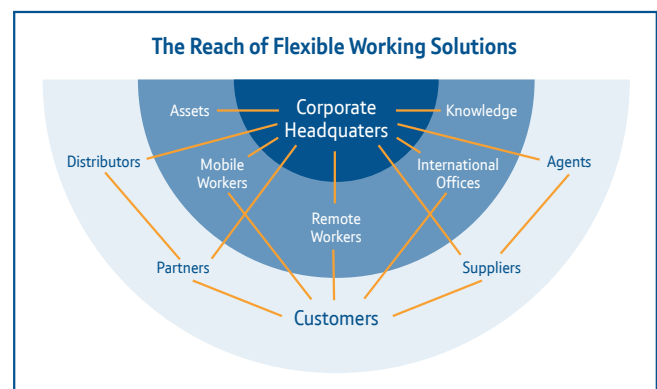 The Reach of Flexible Working Solutions
Assets
Corporate
Headquaters
Knowledge
Distributors
Mobile
Workers
International
Offices
Agents
Remote
Workers
Partners
Suppliers
Customers